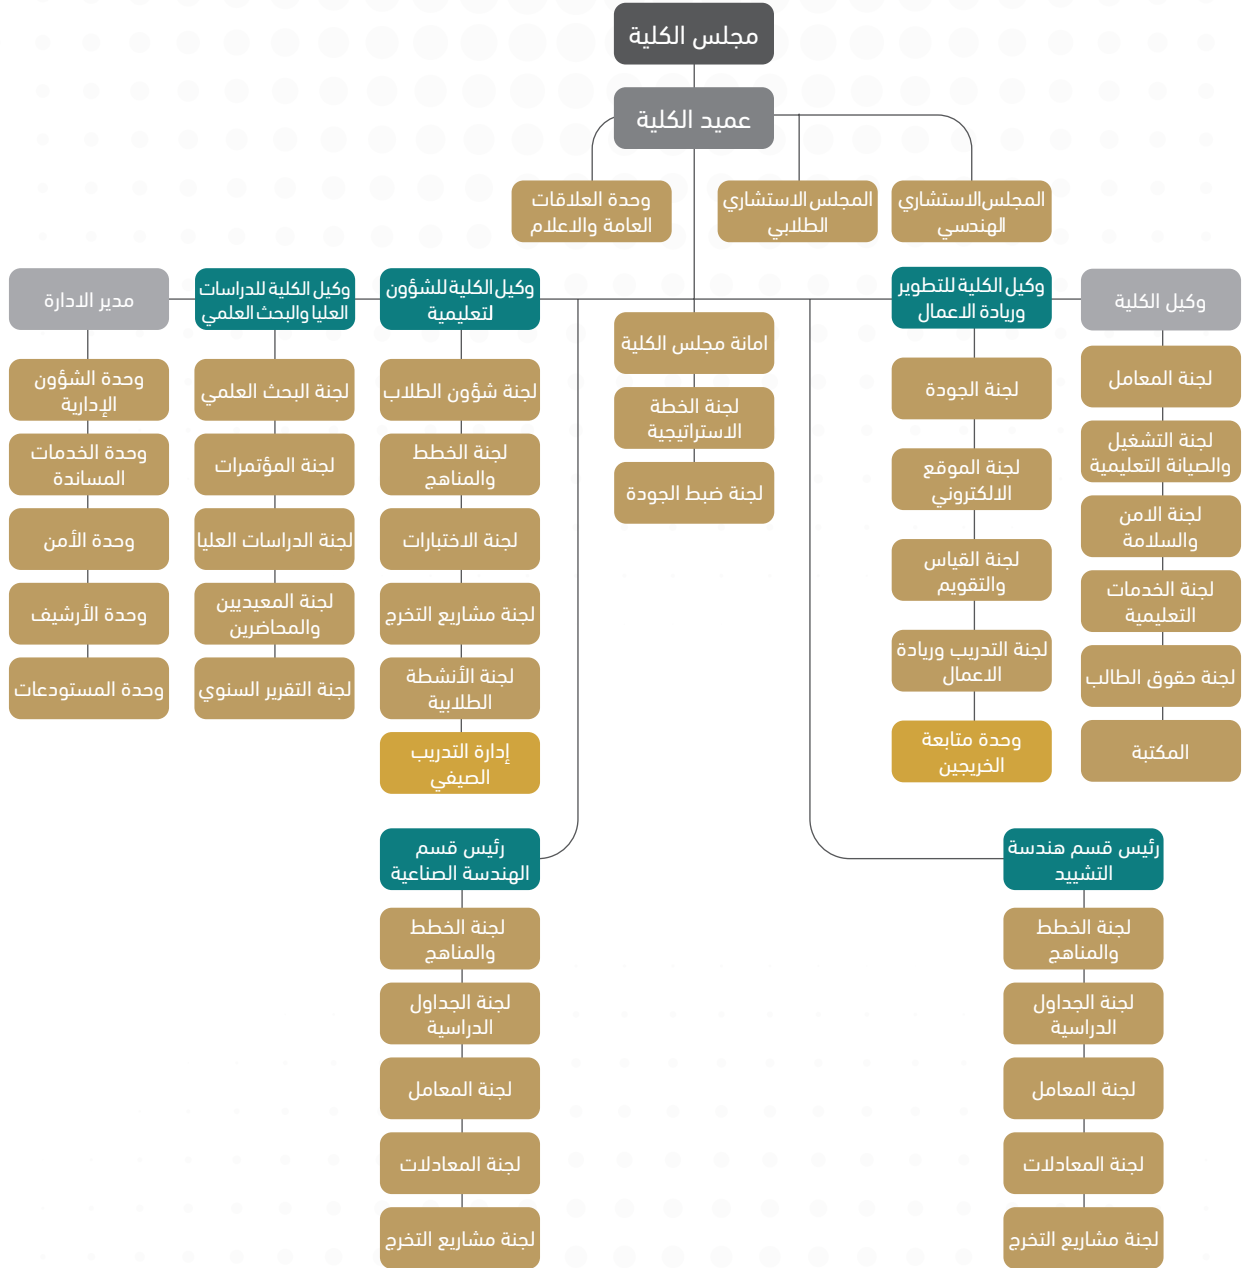 مجلس الكلية
عميد الكلية
المجلس الاستشاري
الهندسي
المجلس الاستشاري
الطلابي
وحدة العلاقات
العامة والاعلام
وكيل الكلية
لجنة المعامل
لجنة التشغيل
والصيانة التعليمية
لجنة الامن
والسلامة
لجنة الخدمات
التعليمية
لجنة حقوق الطالب
المكتبة
وكيل الكلية للتطوير
وريادة الاعمال
لجنة الجودة
لجنة الموقع
الالكتروني
لجنة القياس
والتقويم
لجنة التدريب وريادة
الاعمال
وحدة متابعة
الخريجين
امانة مجلس الكلية
لجنة الخطة
الاستراتيجية
لجنة ضبط الجودة
وكيل الكلية للشؤون
لتعليمية
لجنة شؤون الطلاب
لجنة الخطط
والمناهج
لجنة الاختبارات
لجنة مشاريع التخرج
لجنة الأنشطة
الطلابية
إدارة التدريب
الصيفي
وكيل الكلية للدراسات
العليا والبحث العلمي
لجنة البحث العلمي
لجنة المؤتمرات
لجنة الدراسات العليا
لجنة المعيديين
والمحاضرين
لجنة التقرير السنوي
مدير الادارة
وحدة الشؤون
الإدارية
وحدة الخدمات
المساندة
وحدة الأمن
وحدة الأرشيف
وحدة المستودعات
رئيس قسم هندسة
التشييد
لجنة الخطط
والمناهج
لجنة الجداول
الدراسية
لجنة المعامل
لجنة المعادلات
لجنة مشاريع التخرج
رئيس قسم
الهندسة الصناعية
لجنة الخطط
والمناهج
لجنة الجداول
الدراسية
لجنة المعامل
لجنة المعادلات
لجنة مشاريع التخرج